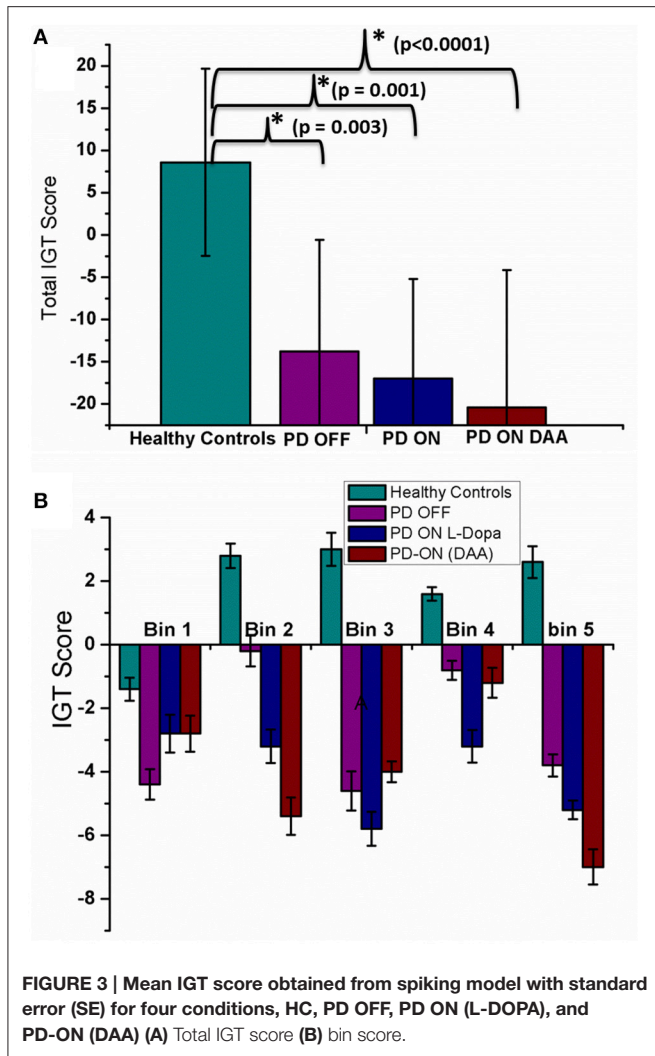 A
* (p<0.0001)
* (p = 0.001)
* (p = 0.003)
20
15
10
5
0
-5
-10
-15
-20
Total IGT Score
Healthy Controls PD OFF PD ON PD ON DAA
B
Healthy Controls
PD OFF
PD ON L-Dopa
PD-ON (DAA)
4
2
0
-2
-4
-6
-8
IGT Score
Bin 1 Bin 2 Bin 3 Bin 4 bin 5
A
FIGURE 3 | Mean IGT score obtained from spiking model with standard
error (SE) for four conditions, HC, PD OFF, PD ON (L-DOPA), and
PD-ON (DAA) (A) Total IGT score (B) bin score.